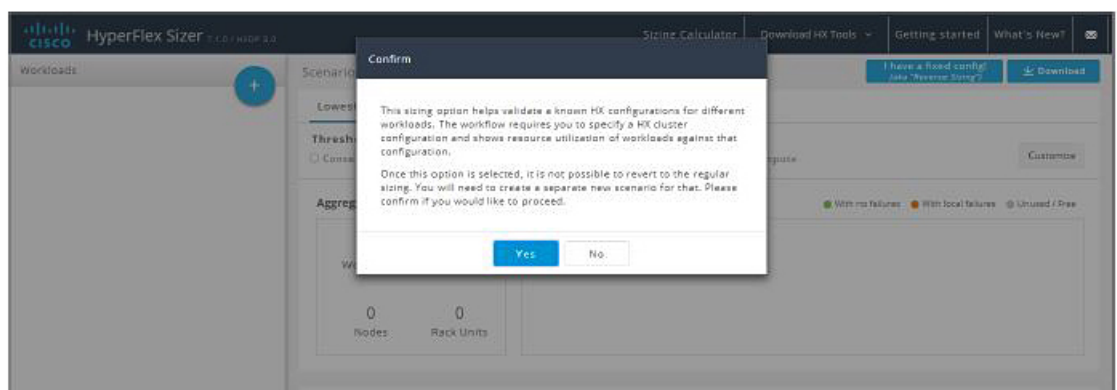 CISCO HyperFlex Sizer
Sizing Calculator Download HX Tools Getting started What's New?
Confirm
Workloads
+
Scenario
I have a fixed config!
(aka "Reverse Sizing")
Download
Lowest
This sizing option helps validate a known HX configurations for different
workloads. The workflow requires you to specify a HX cluster
configuration and shows resource utilization of workloads against that
configuration.
Thresh
Conse
Customize
Once this option is selected, it is not possible to revert to the regular
sizing. You will need to create a separate new scenario for that. Please
confirm if you would like to proceed.
Aggreg
With no failures With local failures Unused / Free
Yes No
Wo
0 0
Nodes Rack Units